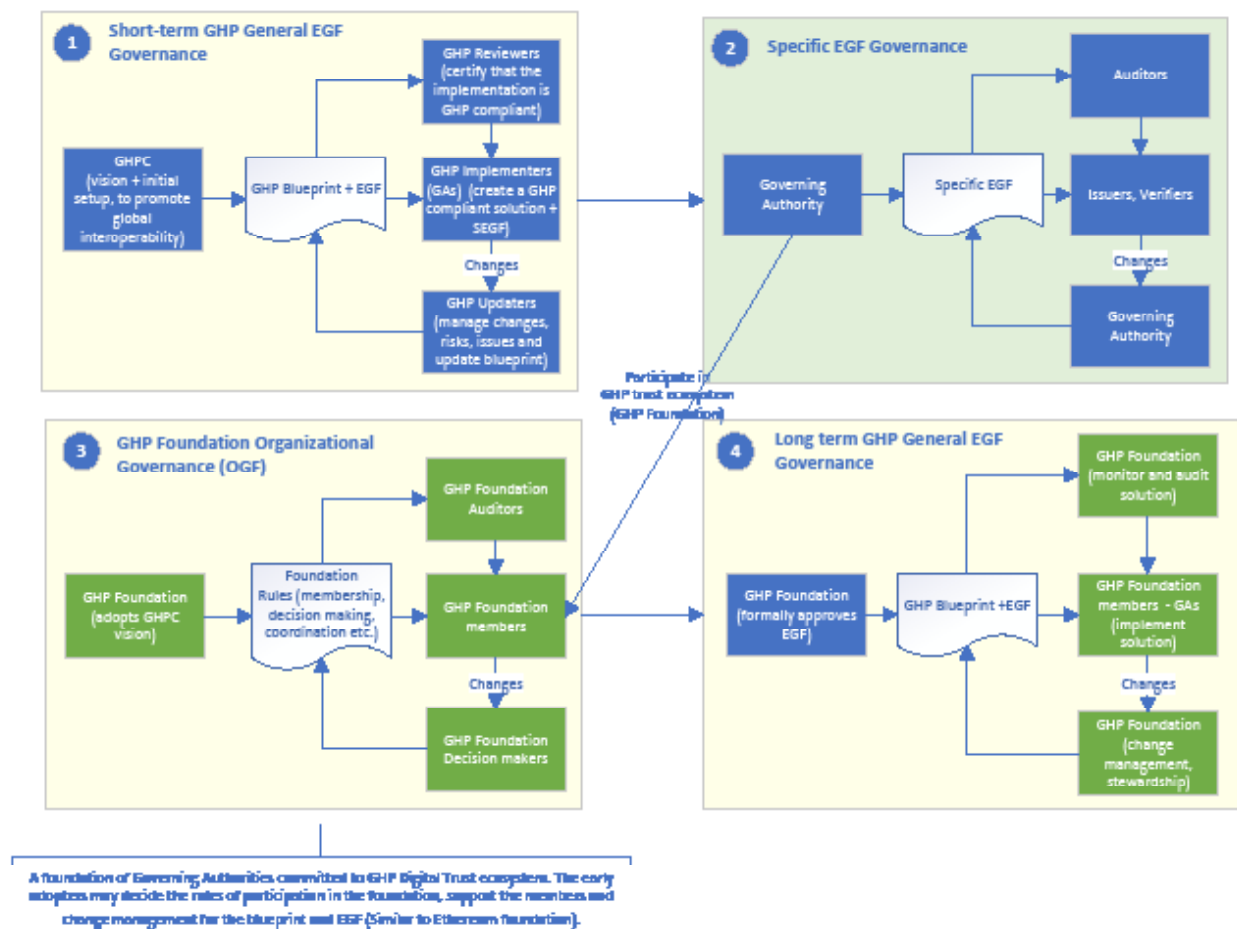 1
Short-term GHP General EGF
Governance
GHPC
(vision + initial
setup, to promote
global
interoperability)
GHP Blueprint + EGF
GHP Reviewers
(certify that the
implementation is
GHP compliant)
GHP Implementers
(GAs) (create a GHP
compliant solution +
SEGF)
Changes
GHP Updaters
(manage changes,
risks, issues and
update blueprint)
2
Specific EGF Governance
Governing
Authority
Specific EGF
Auditors
Issuers, Verifiers
Changes
Governing
Authority
Participate in
GHP trust ecosystem
(GHP Foundation)
3
GHP Foundation Organizational
Governance (OGF)
GHP Foundation
(adopts GHPC
vision)
Foundation
Rules (membership,
decision making,
coordination etc.)
GHP Foundation
Auditors
GHP Foundation
members
Changes
GHP Foundation
Decision makers
4
Long term GHP General EGF
Governance
GHP Foundation
(formally approves
EGF)
GHP Blueprint +EGF
GHP Foundation
(monitor and audit
solution)
GHP Foundation
members - GAs
(implement
solution)
Changes
GHP Foundation
(change
management,
stewardship)
A foundation of Governing Authorities committed to GHP Digital Trust ecosystem. The early
adopters may decide the rules of participation in the foundation, support the members and
change management for the blueprint and EGF (Similar to Ethereum foundation).